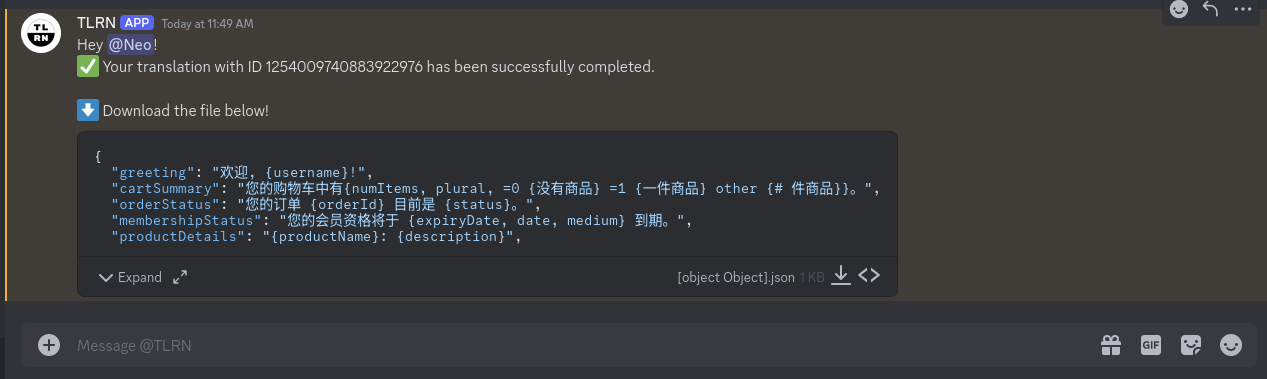 TL
RN
TLRN APP Today at 11:49 AM
Hey @Neo!
✅ Your translation with ID 1254009740883922976 has been successfully completed.
⬇ Download the file below!
{
"greeting": "欢迎, {username}!",
"cartSummary": "您的购物车中有{numItems, plural, =0 {没有商品} =1 {一件商品} other {# 件商品}}。",
"orderStatus": "您的订单 {orderId} 目前是 {status}。",
"membershipStatus": "您的会员资格将于 {expiryDate, date, medium} 到期。",
"productDetails": "{productName}: {description}",
Expand [object Object].json 1 KB
Message @TLRN GIF